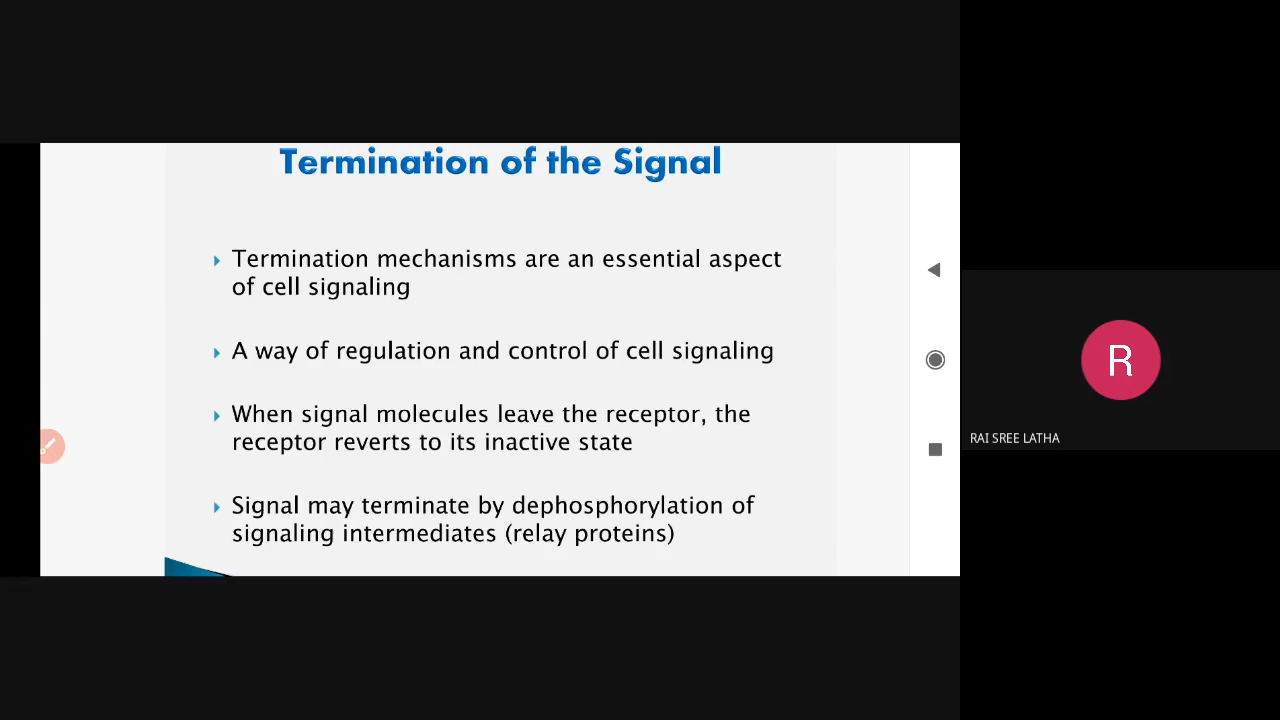 Termination of the Signal
Termination mechanisms are an essential aspect
of cell signaling
A way of regulation and control of cell signaling
When signal molecules leave the receptor, the
receptor reverts to its inactive state
Signal may terminate by dephosphorylation of
signaling intermediates (relay proteins)
R
RAI SREE LATHA